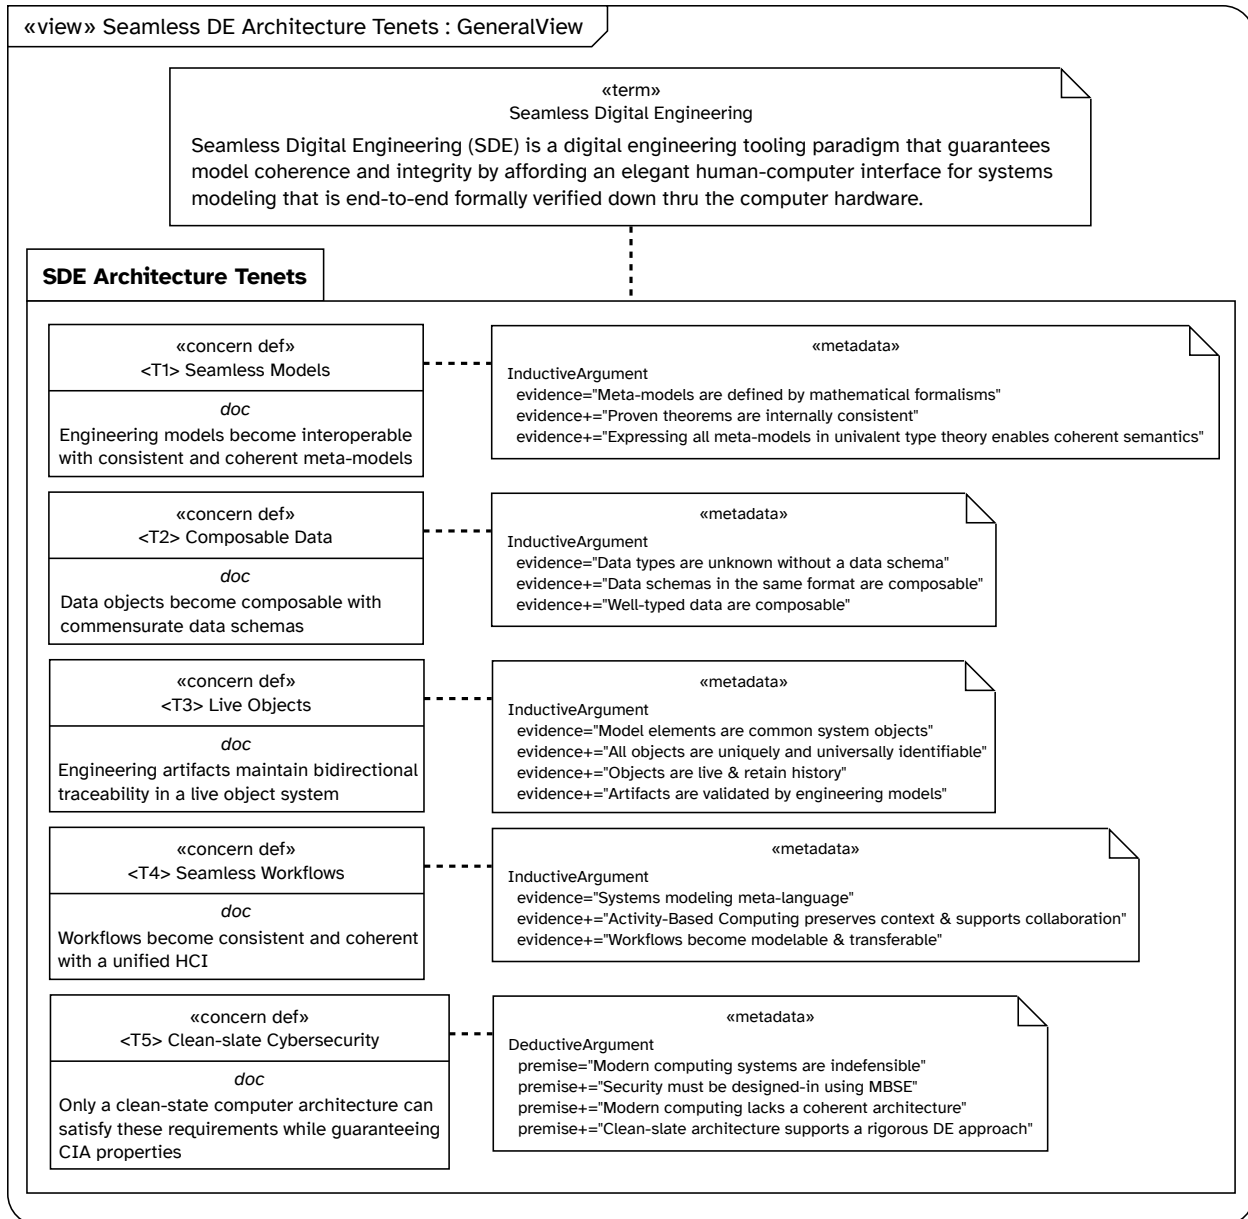 «view» Seamless DE Architecture Tenets : GeneralView
«term»
Seamless Digital Engineering
Seamless Digital Engineering (SDE) is a digital engineering tooling paradigm that guarantees
model coherence and integrity by affording an elegant human-computer interface for systems
modeling that is end-to-end formally verified down thru the computer hardware.
SDE Architecture Tenets
«concern def»
<T1> Seamless Models
doc
Engineering models become interoperable
with consistent and coherent meta-models
«metadata»
InductiveArgument
evidence="Meta-models are defined by mathematical formalisms"
evidence+="Proven theorems are internally consistent"
evidence+="Expressing all meta-models in univalent type theory enables coherent semantics"
«concern def»
<T2> Composable Data
doc
Data objects become composable with
commensurate data schemas
«metadata»
InductiveArgument
evidence="Data types are unknown without a data schema"
evidence+="Data schemas in the same format are composable"
evidence+="Well-typed data are composable"
«concern def»
<T3> Live Objects
doc
Engineering artifacts maintain bidirectional
traceability in a live object system
«metadata»
InductiveArgument
evidence="Model elements are common system objects"
evidence+="All objects are uniquely and universally identifiable"
evidence+="Objects are live & retain history"
evidence+="Artifacts are validated by engineering models"
«concern def»
<T4> Seamless Workflows
doc
Workflows become consistent and coherent
with a unified HCI
«metadata»
InductiveArgument
evidence="Systems modeling meta-language"
evidence+="Activity-Based Computing preserves context & supports collaboration"
evidence+="Workflows become modelable & transferable"
«concern def»
<T5> Clean-slate Cybersecurity
doc
Only a clean-state computer architecture can
satisfy these requirements while guaranteeing
CIA properties
«metadata»
DeductiveArgument
premise="Modern computing systems are indefensible"
premise+="Security must be designed-in using MBSE"
premise+="Modern computing lacks a coherent architecture"
premise+="Clean-slate architecture supports a rigorous DE approach"